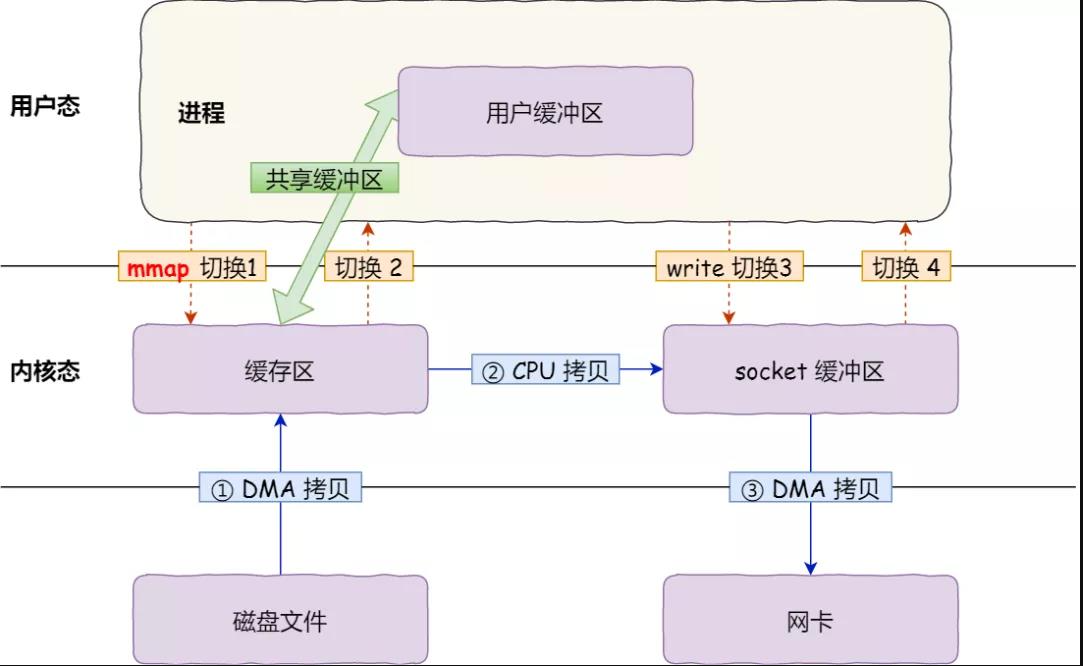 用户态
进程
用户缓冲区
共享缓冲区
mmap 切换1
切换 2
write 切换3
切换 4
内核态
缓存区
② CPU 拷贝
socket 缓冲区
① DMA 拷贝
③ DMA 拷贝
磁盘文件
网卡